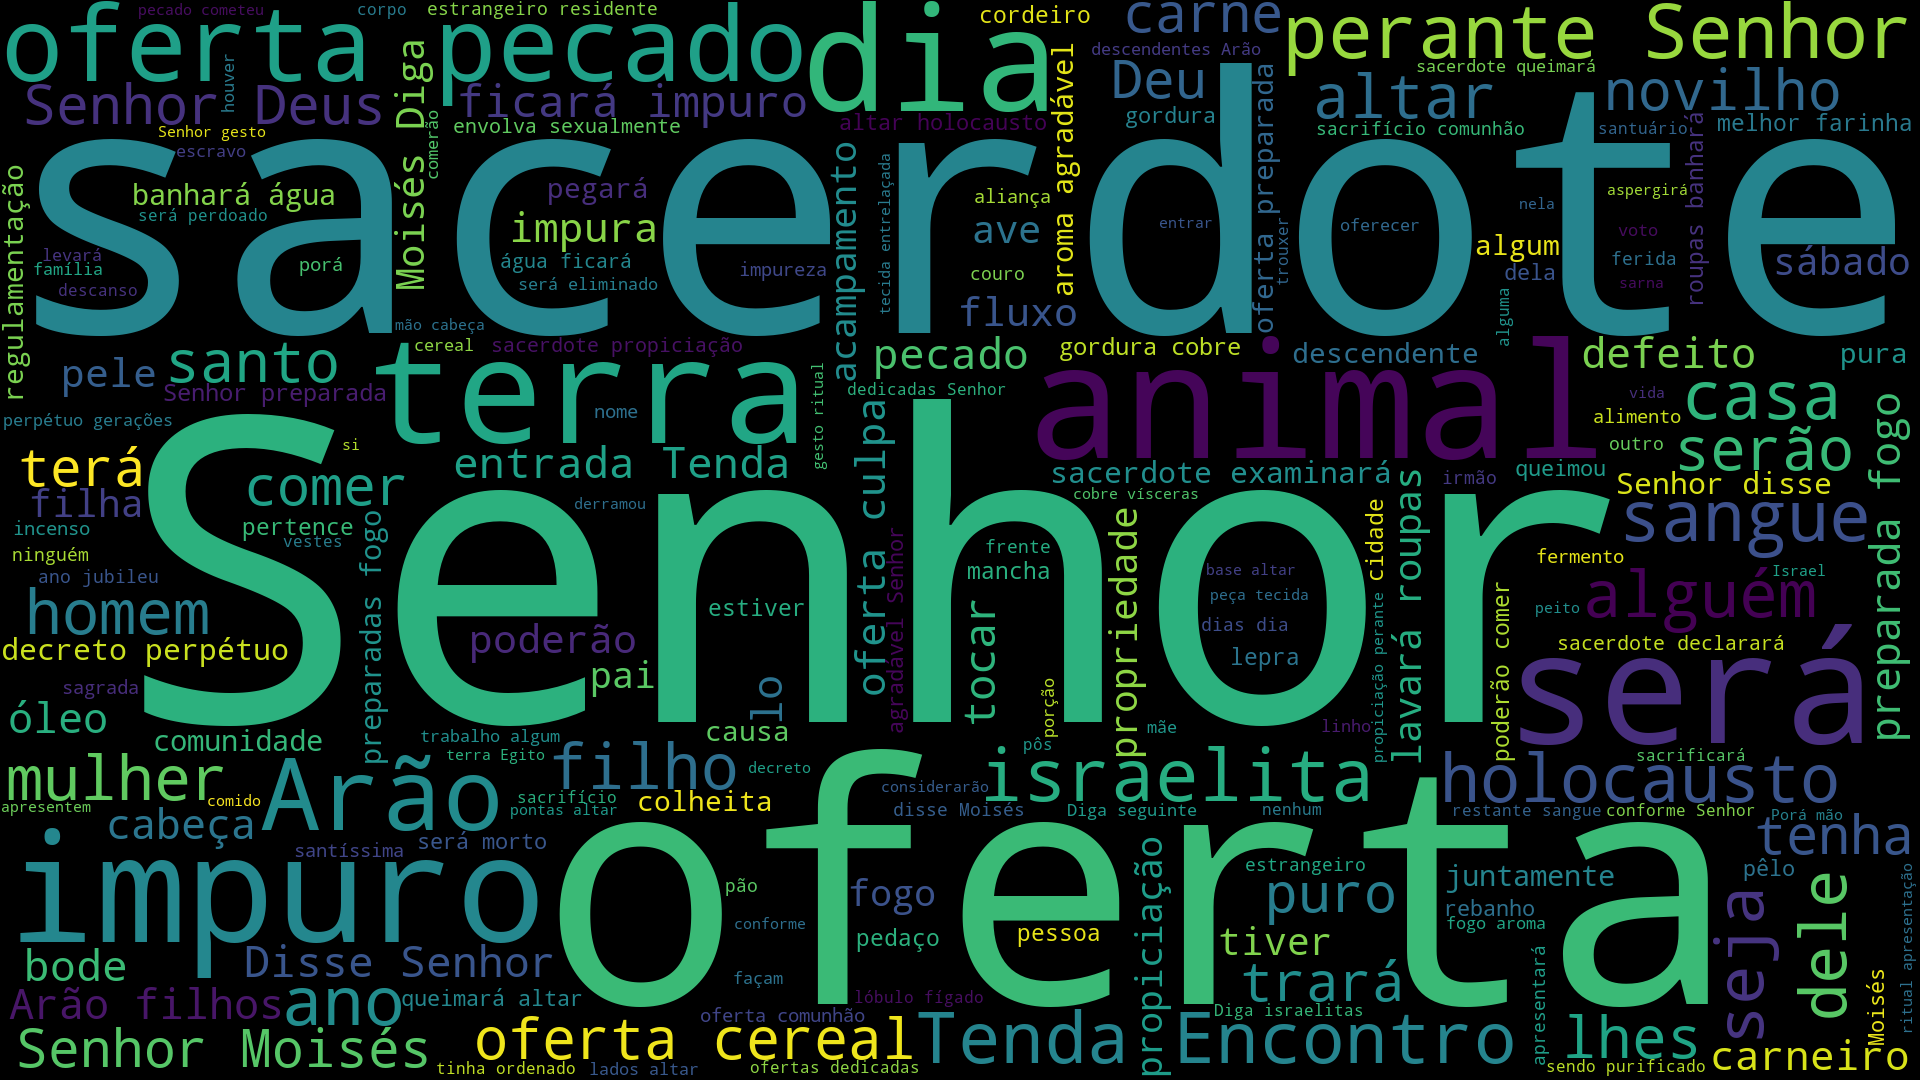 pecado cometeu
corpo
estrangeiro residente
cordeiro
carne
perante Senhor
oferta
pecado
dia
descendentes Arão
sacerdote queimará
houver
Moisés Diga
Senhor Deus
ficará impuro
aroma agradável
Deu
altar
novilho
gordura
altar holocausto
Senhor gesto
envolva sexualmente
comerão
sacrifício comunhão
santuário
melhor farinha
escravo
sacerdote
regulamentação
banhará água
será perdoado
pegará
impura
acampamento
tecida entrelaçada
aliança
ave
oferta preparada
entrar
oferecer
trouxer
nela
aspergirá
roupas banhará
algum
voto
levará
família
porá
descanso
água ficará
será eliminado
impureza
couro
fluxo
dela
ferida
sarna
sábado
alguma
mão cabeça
cereal
sacerdote propiciação
pele
santo
terra
Senhor preparada
pecado
gordura cobre
animal
descendente
defeito
pura
gesto ritual
dedicadas Senhor
vida
casa
perpétuo gerações
nome
alimento
outro
serão
preparada fogo
terá
si
comer
entrada Tenda
oferta culpa
sacerdote examinará
irmão
queimou
Senhor disse
filha
Senhor
derramou
cobre vísceras
incenso
pertence
vestes
preparadas fogo
ninguém
ano jubileu
agradável Senhor
frente
mancha
propriedade
cidade
lavará roupas
sangue
fermento
Israel
base altar
peça tecida
dias dia
homem
estiver
tocar
poderão
peito
alguém
decreto perpétuo
pai
lepra
sacerdote declarará
poderão comer
será
sagrada
lo
porção
óleo
comunidade
trabalho algum
causa
mãe
linho
propiciação perante
terra Egito
pôs
sacrificará
mulher
Arão
filho
decreto
israelita
holocausto
considerarão
apresentem
comido
sacrifício
pontas altar
colheita
disse Moisés
Diga seguinte
nenhum
restante sangue
conforme Senhor
Porá mão
cabeça
oferta
tenha
santíssima
será morto
impuro
propiciação
estrangeiro
pêlo
pão
fogo
puro
juntamente
rebanho
seja
dele
ritual apresentação
conforme
pedaço
pessoa
tiver
fogo aroma
bode
Disse Senhor
façam
trará
apresentará
Moisés
Arão filhos
ano
queimará altar
lóbulo fígado
Diga israelitas
oferta comunhão
Senhor Moisés
oferta cereal
Tenda Encontro
lhes
carneiro
tinha ordenado
lados altar
ofertas dedicadas
sendo purificado